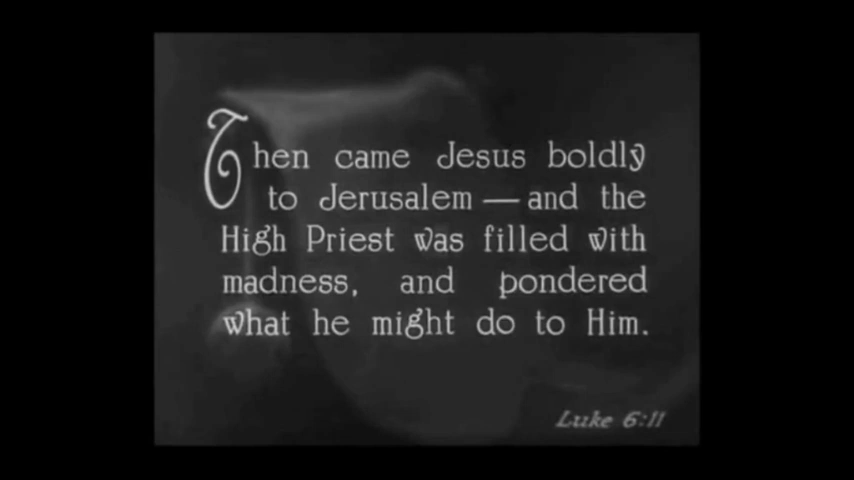 Then came Jesus boldly
to Jerusalem — and the
High Priest was filled with
madness, and pondered
what he might do to Him.
Luke 6:11